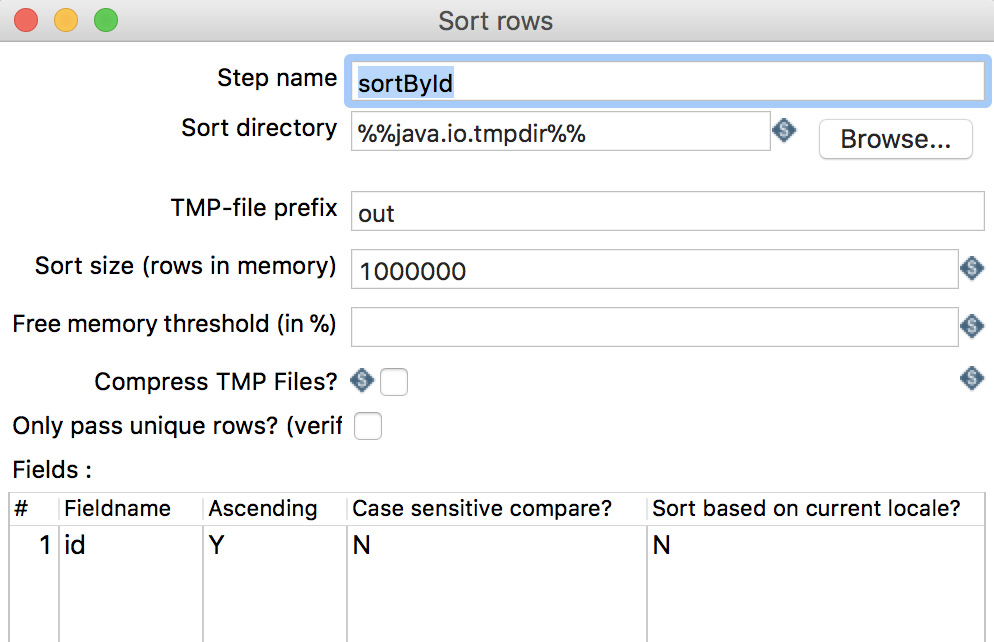 Sort rows
Step name sortById
Sort directory %%java.io.tmpdir%% Browse...
TMP-file prefix out
Sort size (rows in memory) 1000000
Free memory threshold (in %)
Compress TMP Files?
Only pass unique rows? (verif
Fields :
# Fieldname Ascending Case sensitive compare? Sort based on current locale?
1 id Y N N